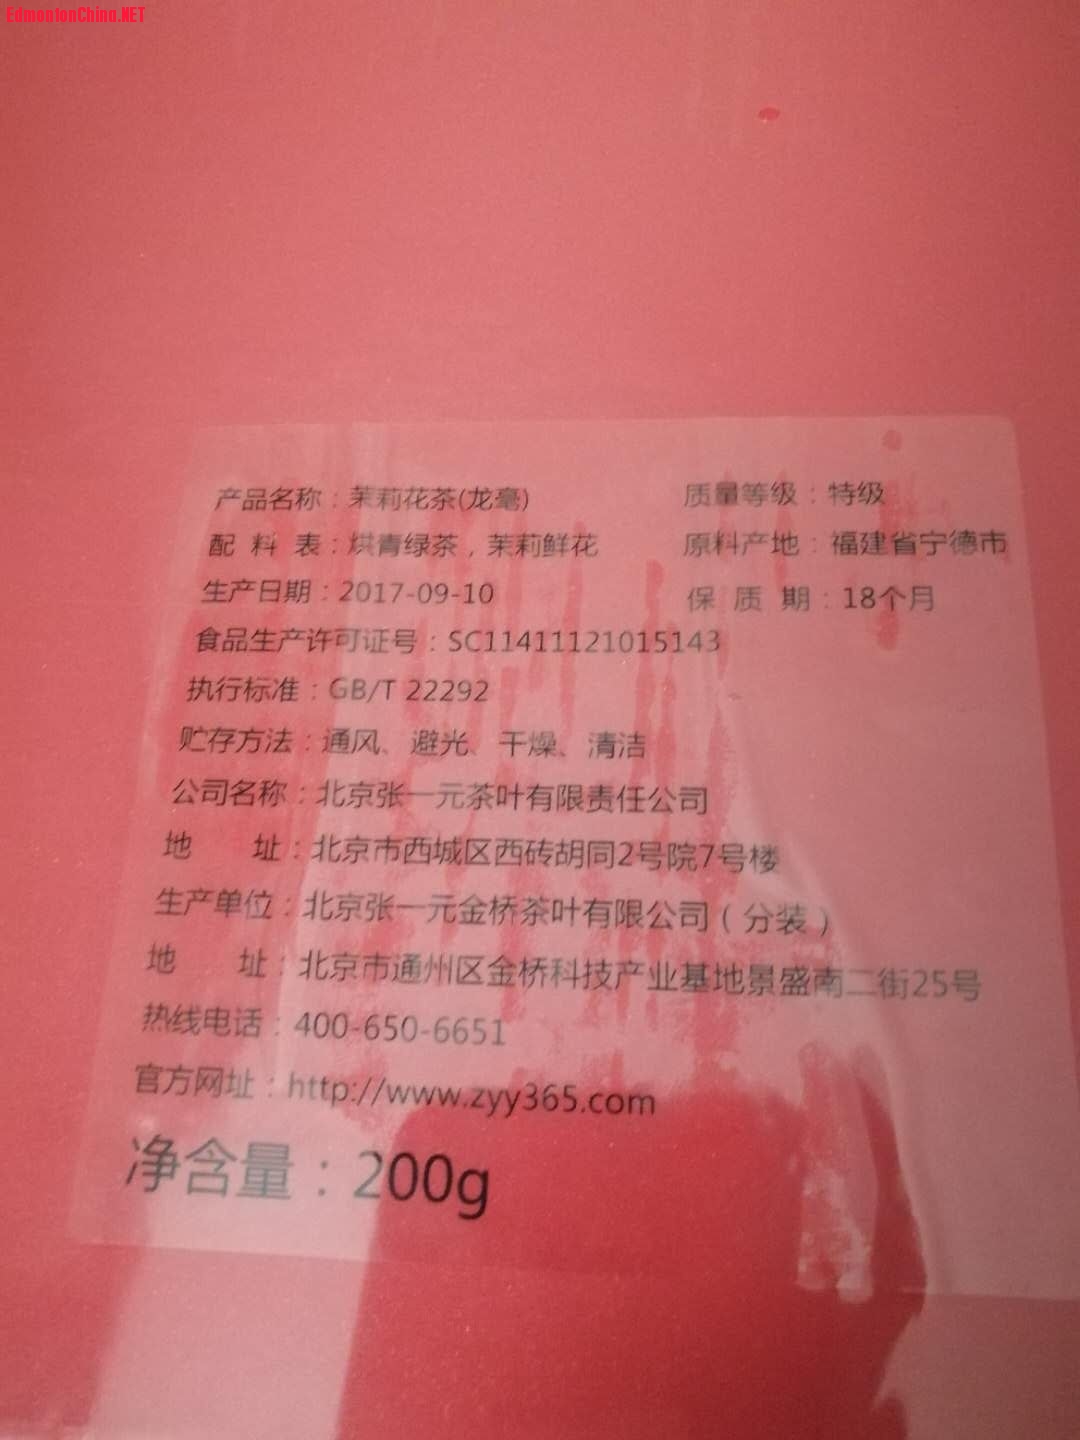 EdmontonChina.NET
产品名称：茉莉花茶(龙毫) 质量等级：特级
配 料 表：烘青绿茶，茉莉鲜花 原料产地：福建省宁德市
生产日期：2017-09-10 保 质 期：18个月
食品生产许可证号：SC11411121015143
执行标准：GB/T 22292
贮存方法：通风、避光、干燥、清洁
公司名称：北京张一元茶叶有限责任公司
地 址：北京市西城区西砖胡同2号院7号楼
生产单位：北京张一元金桥茶叶有限公司（分装）
地 址：北京市通州区金桥科技产业基地景盛南二街25号
热线电话：400-650-6651
官方网址：http://www.zyy365.com
净含量：200g